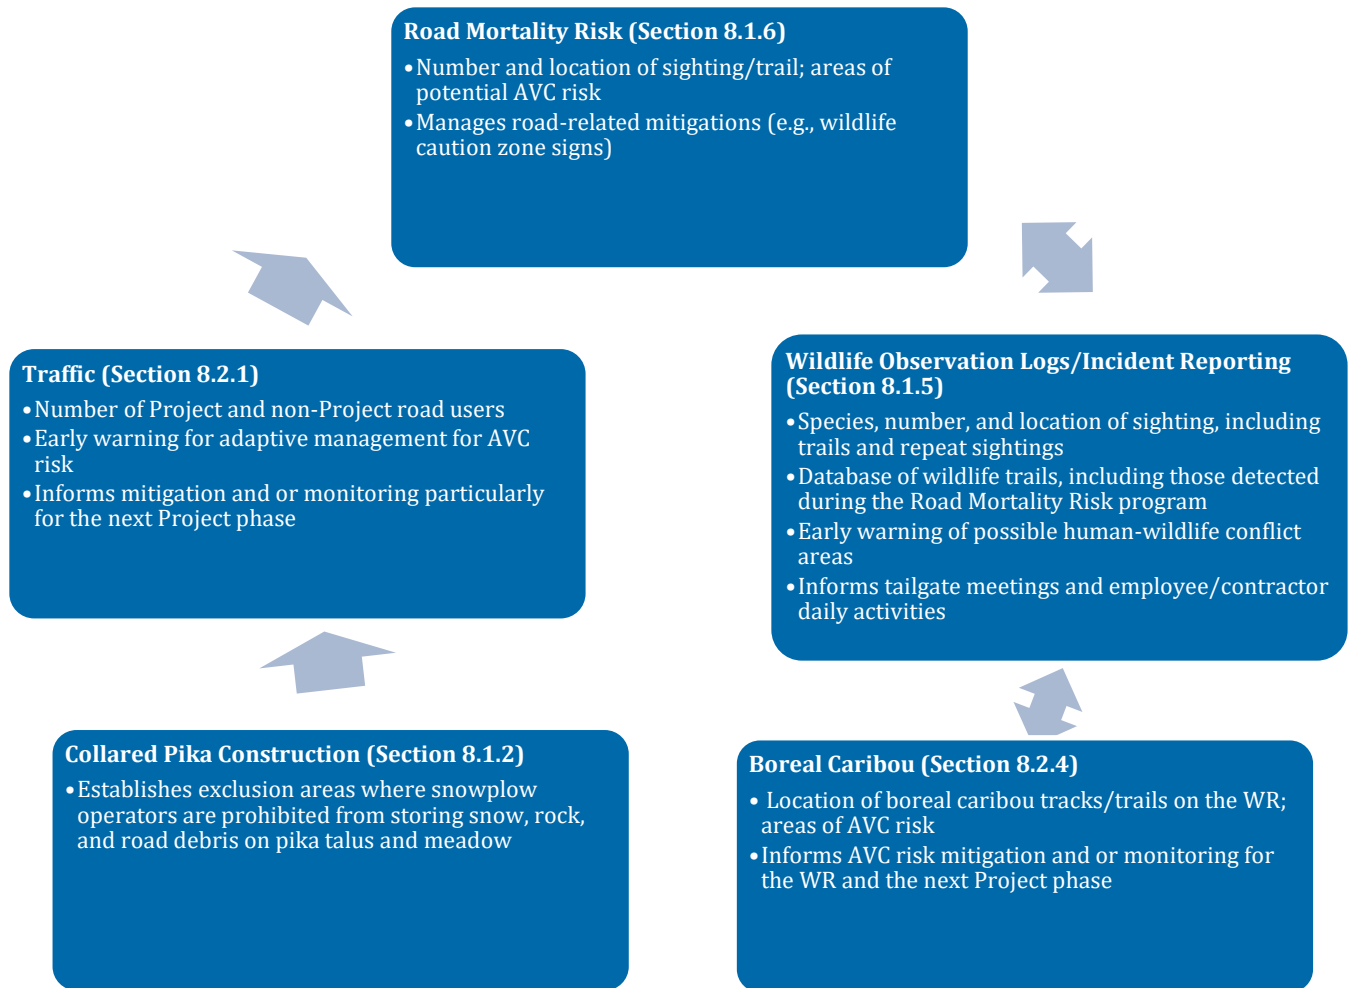 Road Mortality Risk (Section 8.1.6)
•Number and location of sighting/trail; areas of
potential AVC risk
•Manages road-related mitigations (e.g., wildlife
caution zone signs)
Traffic (Section 8.2.1)
•Number of Project and non-Project road users
•Early warning for adaptive management for AVC
risk
•Informs mitigation and or monitoring particularly
for the next Project phase
Wildlife Observation Logs/Incident Reporting
(Section 8.1.5)
•Species, number, and location of sighting, including
trails and repeat sightings
•Database of wildlife trails, including those detected
during the Road Mortality Risk program
•Early warning of possible human-wildlife conflict
areas
•Informs tailgate meetings and employee/contractor
daily activities
Collared Pika Construction (Section 8.1.2)
•Establishes exclusion areas where snowplow
operators are prohibited from storing snow, rock,
and road debris on pika talus and meadow
Boreal Caribou (Section 8.2.4)
• Location of boreal caribou tracks/trails on the WR;
areas of AVC risk
•Informs AVC risk mitigation and or monitoring for
the WR and the next Project phase